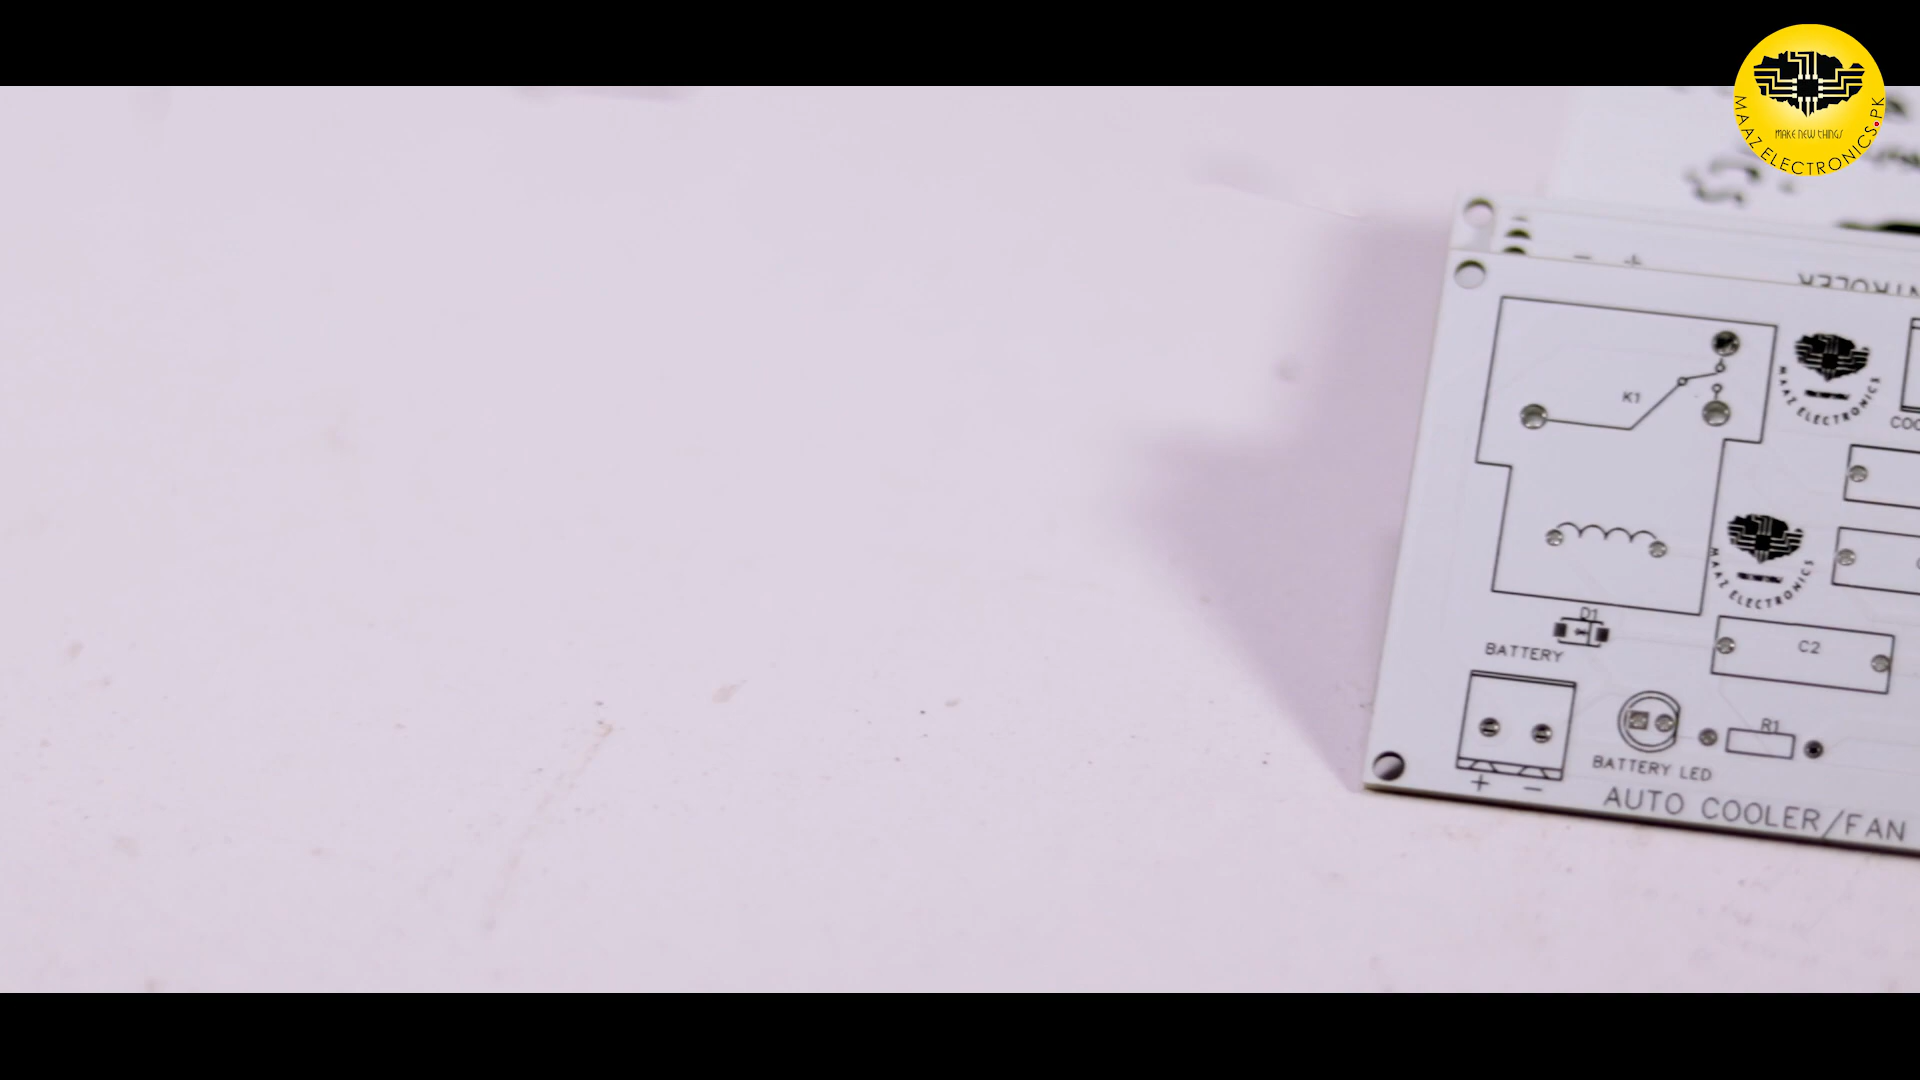 MAKE NEW THINGS
MAAZ ELECTRONICS.PK
- +
K1
MAAZ ELECTRONICS
MAAZ ELECTRONICS
D1
BATTERY
C2
R1
BATTERY LED
+ -
AUTO COOLER/FAN